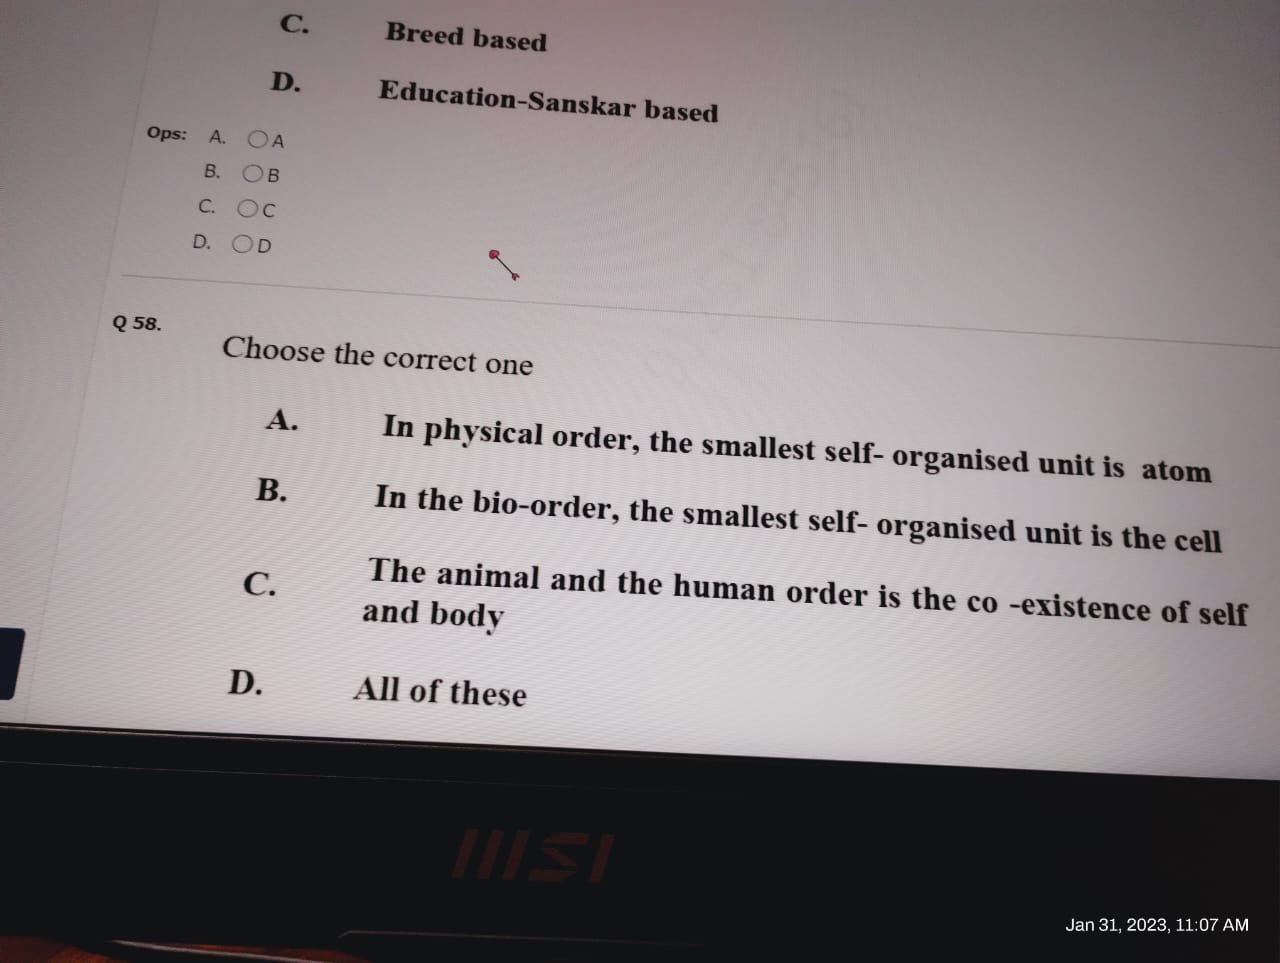 C. Breed based
D. Education-Sanskar based
Ops: A. A
B. B
C. C
D. D
Q 58.
Choose the correct one
A. In physical order, the smallest self- organised unit is atom
B. In the bio-order, the smallest self- organised unit is the cell
C. The animal and the human order is the co -existence of self
and body
D. All of these
msi
Jan 31, 2023, 11:07 AM